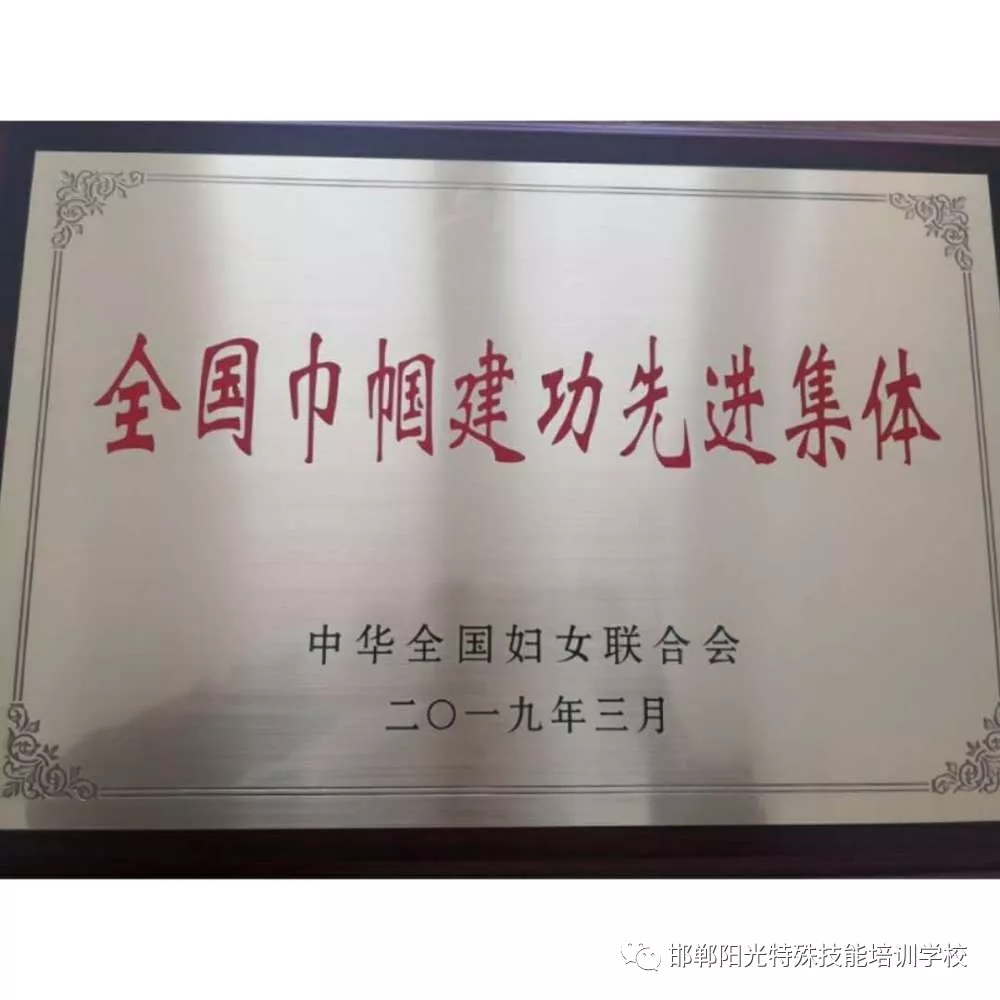 全国巾帼建功先进集体
中华全国妇女联合会
二〇一九年三月
邯郸阳光特殊技能培训学校